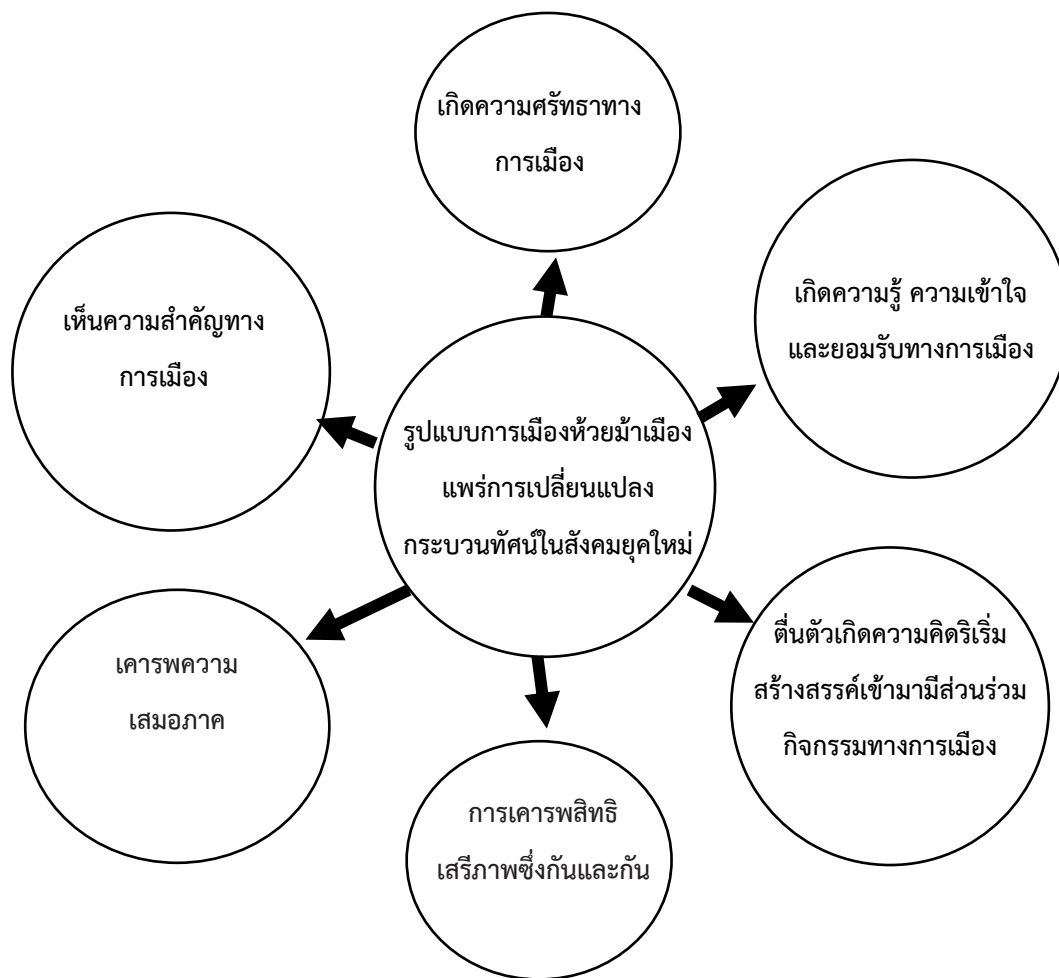 เกิดความศรัทธาทาง
การเมือง
เกิดความรู้ ความเข้าใจ
และยอมรับทางการเมือง
เห็นความสำคัญทาง
การเมือง
รูปแบบการเมืองห้วยม้าเมือง
แพร่การเปลี่ยนแปลง
กระบวนทัศน์ในสังคมยุคใหม่
ตื่นตัวเกิดความคิดริเริ่ม
สร้างสรรค์เข้ามามีส่วนร่วม
กิจกรรมทางการเมือง
เคารพความ
เสมอภาค
การเคารพสิทธิ
เสรีภาพซึ่งกันและกัน